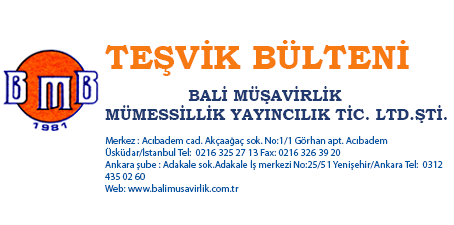 BMB
1981
TEŞVİK BÜLTENİ
BALİ MÜŞAVİRLİK
MÜMESSİLLİK YAYINCILIK TİC. LTD.ŞTİ.
Merkez : Acıbadem cad. Akçaağaç sok. No:1/1 Görhan apt. Acıbadem
Üsküdar/İstanbul Tel: 0216 325 27 13 Fax: 0216 326 39 20
Ankara şube : Adakale sok.Adakale İş merkezi No:25/51 Yenişehir/Ankara Tel: 0312
435 02 60
Web: www.balimusavirlik.com.tr